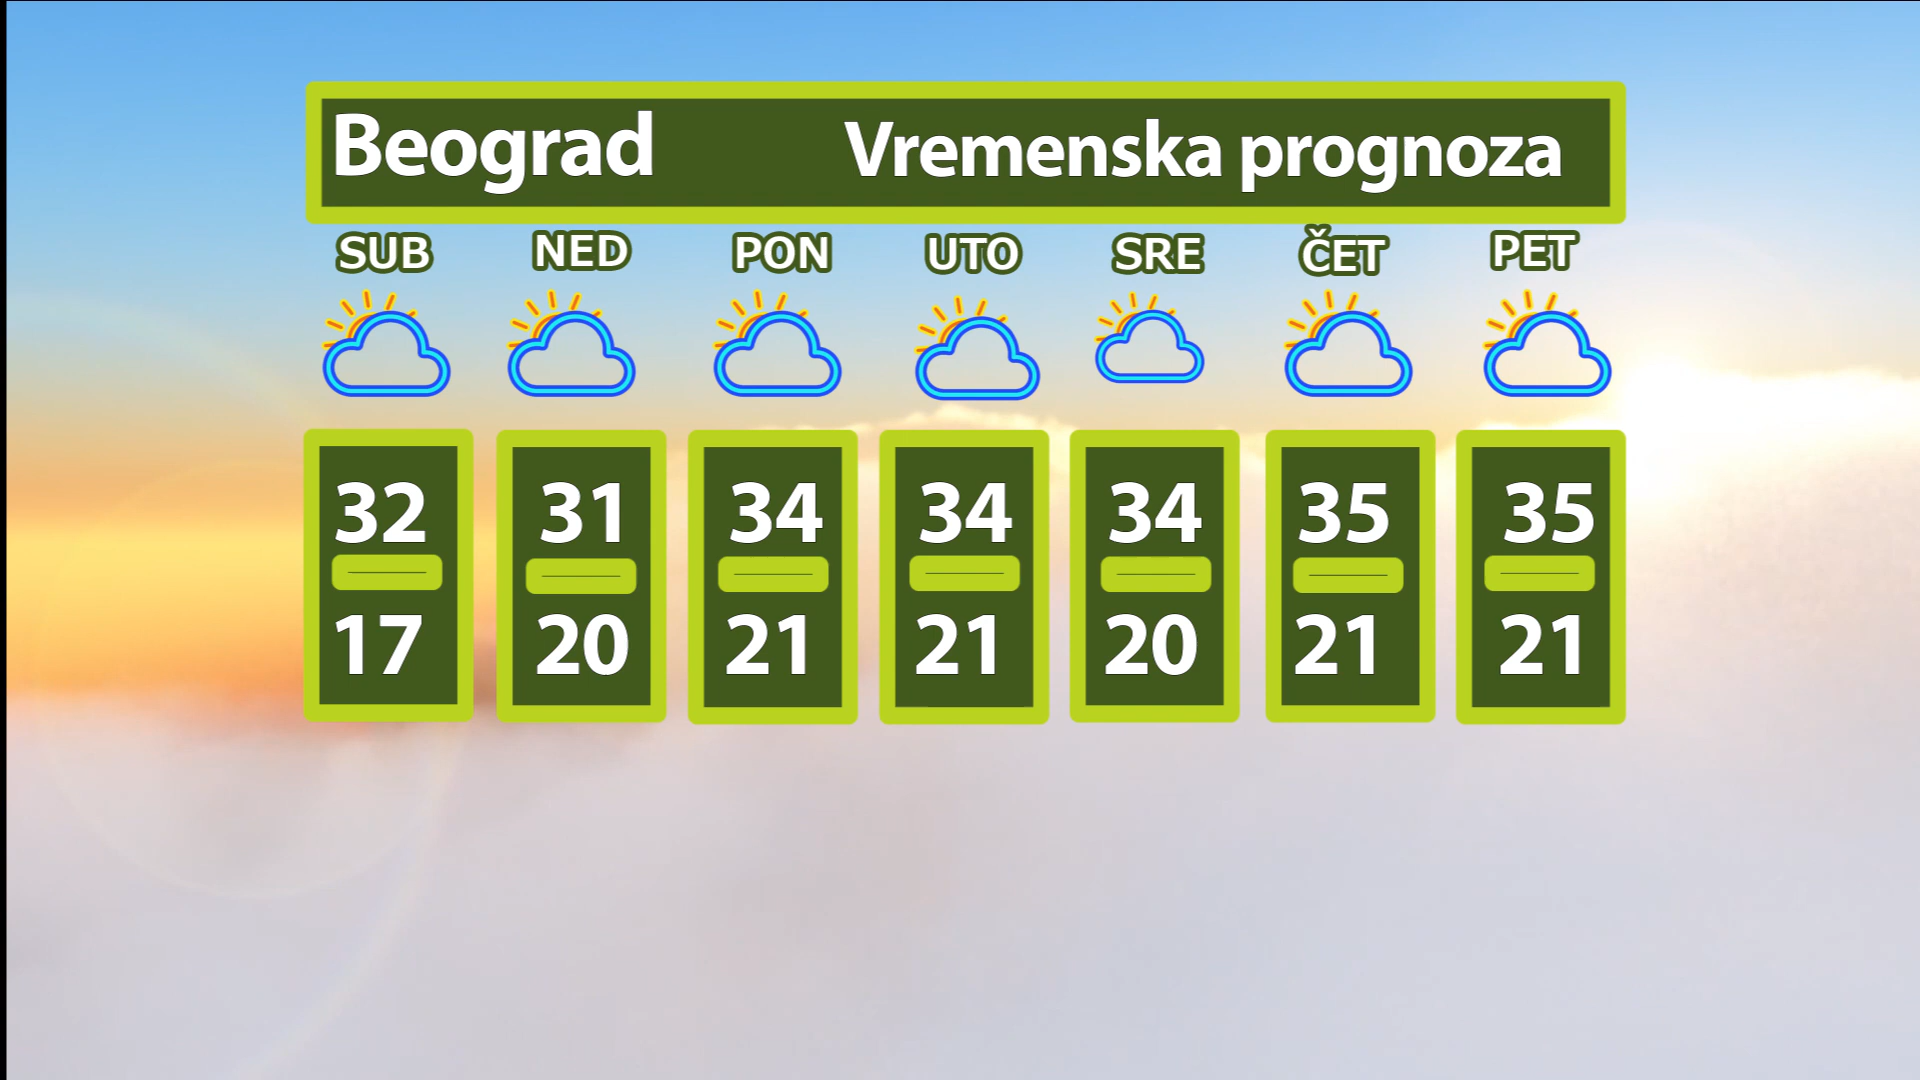 Beograd Vremenska prognoza
SUB NED PON UTO SRE ČET PET
32 31 34 34 34 35 35
17 20 21 21 20 21 21